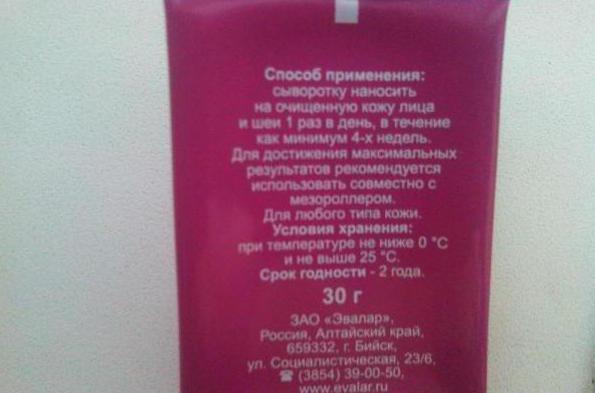 Способ применения:
сыворотку наносить
на очищенную кожу лица
и шеи 1 раз в день, в течение
как минимум 4-х недель.
Для достижения максимальных
результатов рекомендуется
использовать совместно с
мезороллером.
Для любого типа кожи.
Условия хранения:
при температуре не ниже 0 °С
и не выше 25 °С.
Срок годности - 2 года.
30 г
ЗАО «Эвалар»,
Россия, Алтайский край,
659332, г. Бийск,
ул. Социалистическая, 23/6,
☎ (3854) 39-00-50,
www.evalar.ru